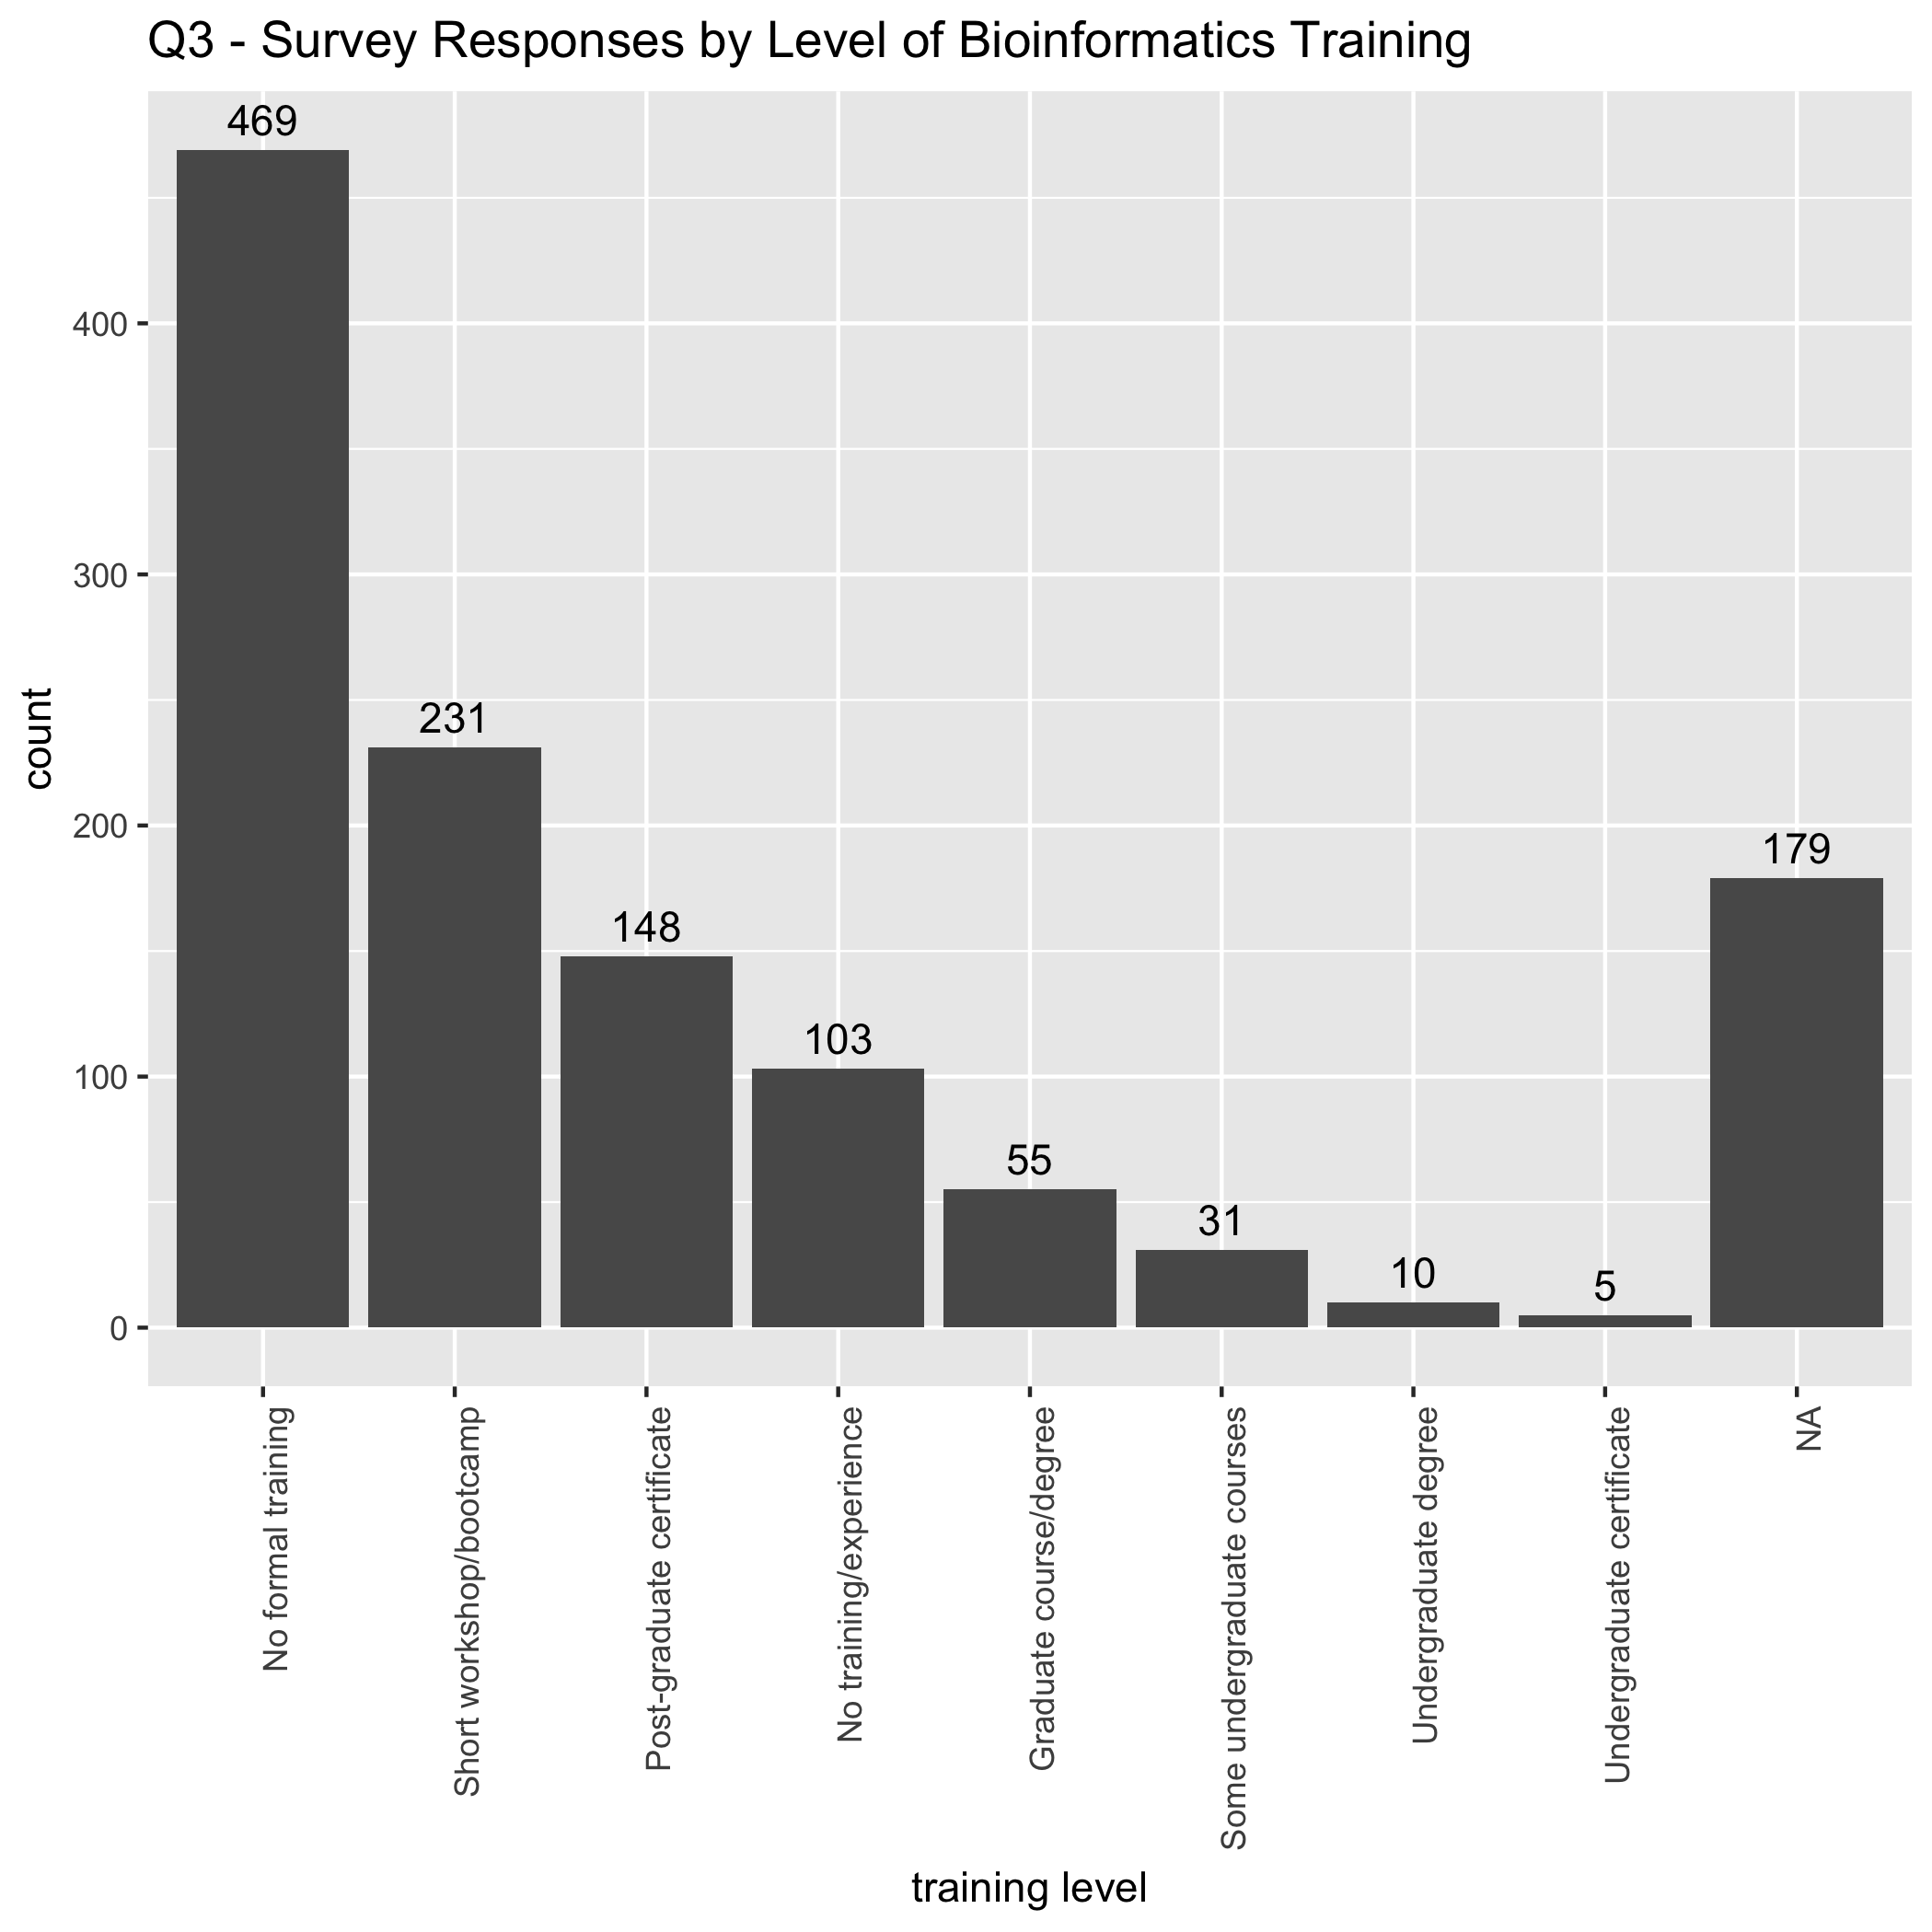 Q3 - Survey Responses by Level of Bioinformatics Training
count
400
300
200
100
0
469
231
148
103
55
31
10
5
179
No formal training
Short workshop/bootcamp
Post-graduate certificate
No training/experience
Graduate course/degree
Some undergraduate courses
Undergraduate degree
Undergraduate certificate
NA
training level